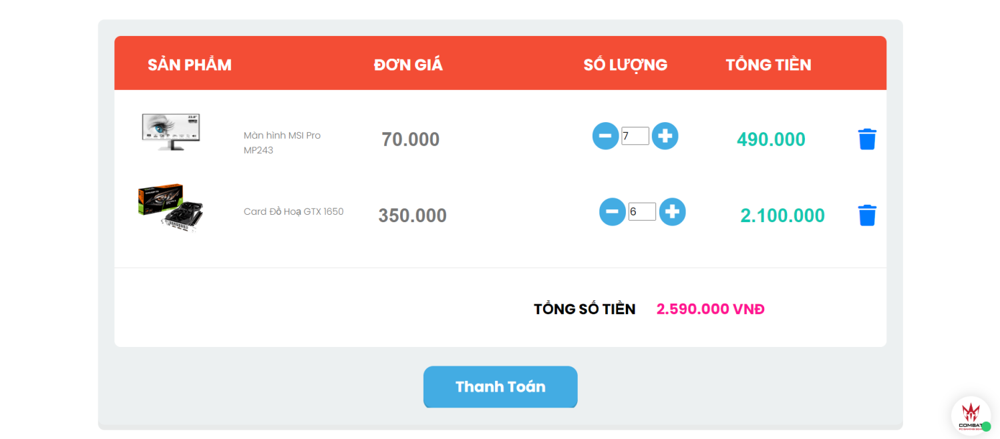 SẢN PHẨM ĐƠN GIÁ SỐ LƯỢNG TỔNG TIỀN
23.8"
Màn hình MSI Pro
MP243
70.000
7
490.000
Card Đồ Hoạ GTX 1650
350.000
6
2.100.000
TỔNG SỐ TIỀN 2.590.000 VNĐ
Thanh Toán
COMBAT